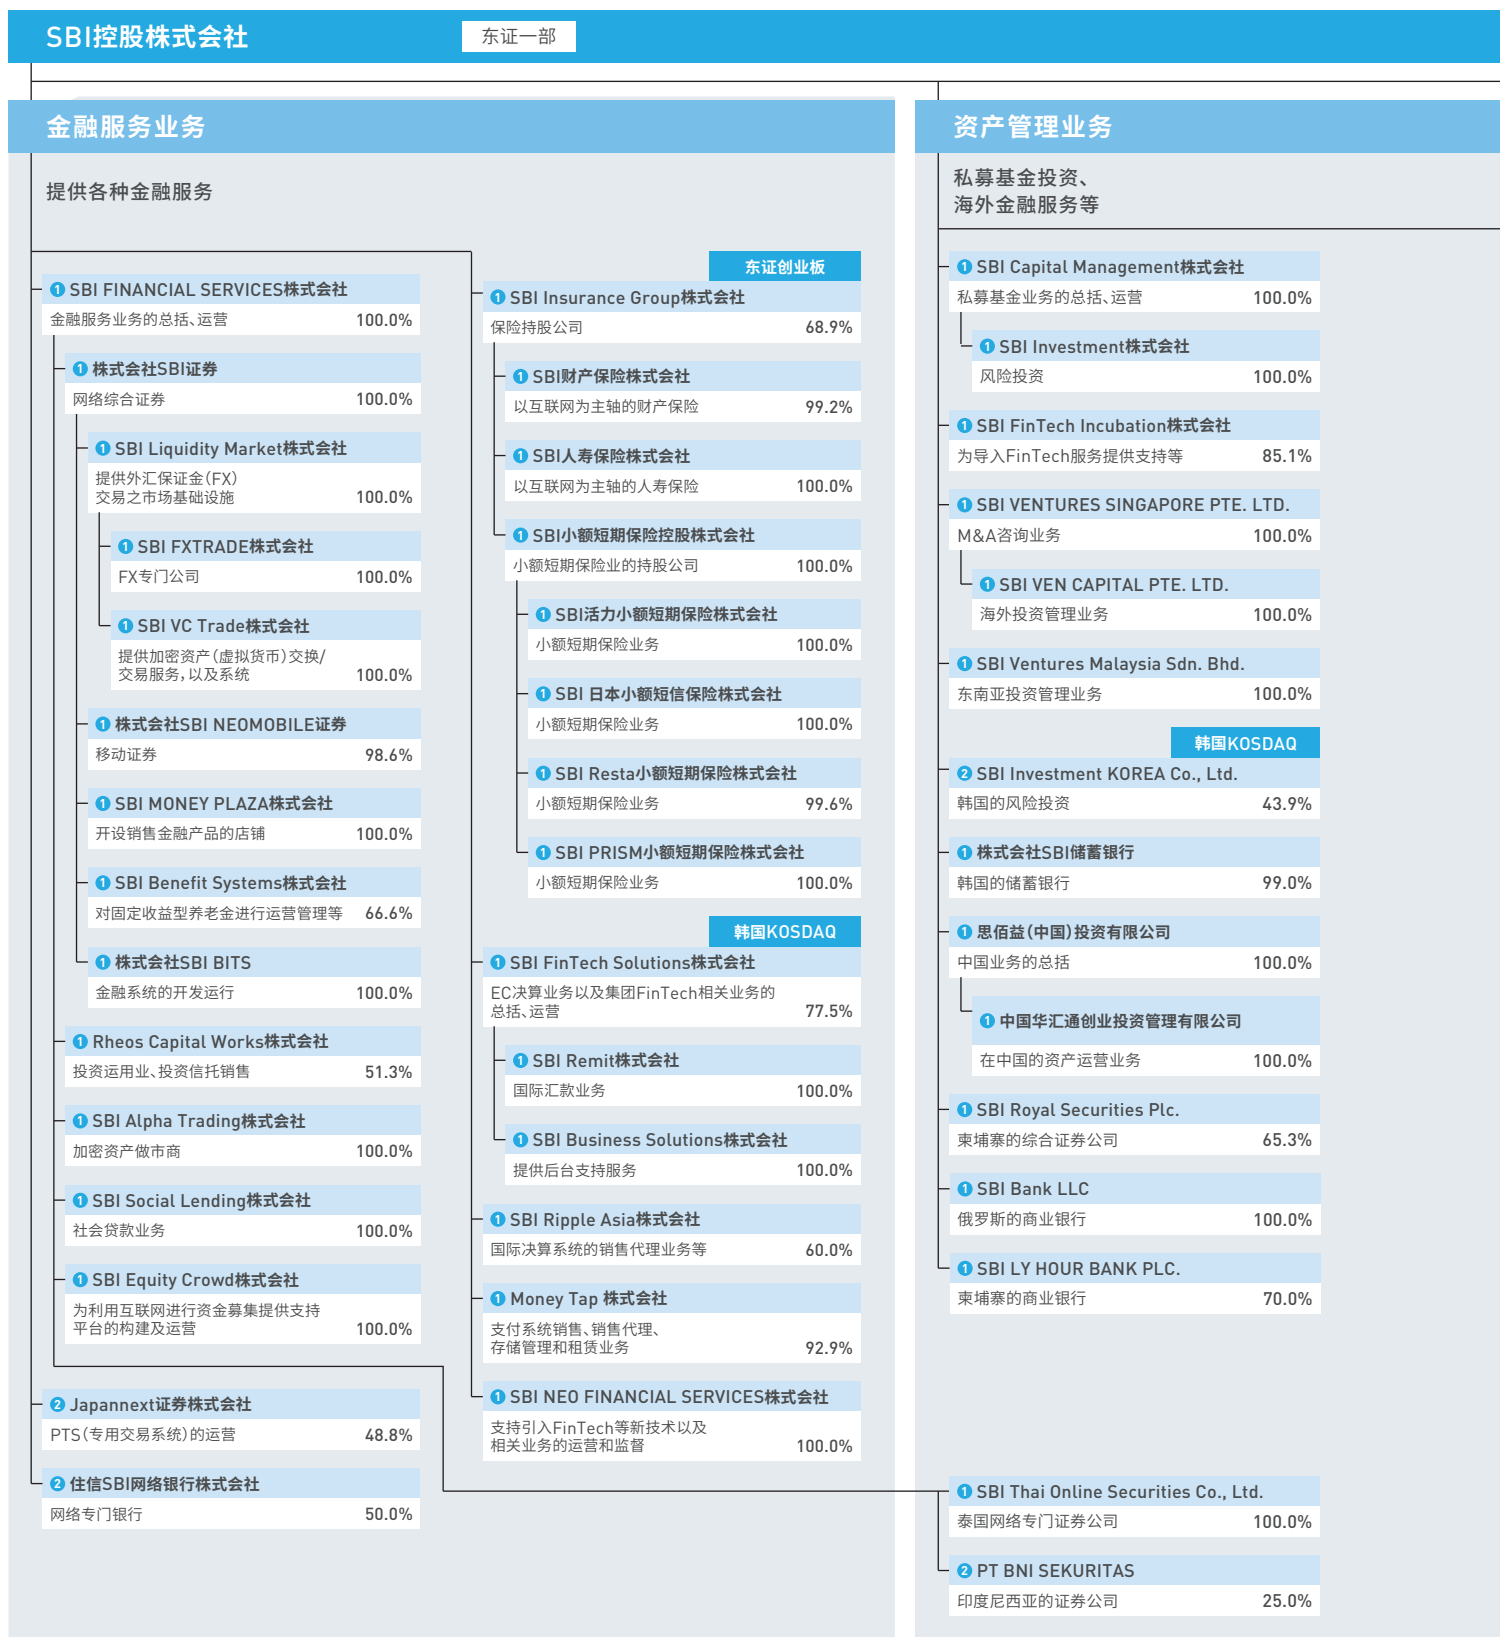 SBI控股株式会社
东证一部
金融服务业务
提供各种金融服务
❶ SBI FINANCIAL SERVICES株式会社
金融服务业务的总括、运营 100.0%
❶ 株式会社SBI证券
网络综合证券 100.0%
❶ SBI Liquidity Market株式会社
提供外汇保证金（FX）
交易之市场基础设施 100.0%
❶ SBI FXTRADE株式会社
FX专门公司 100.0%
❶ SBI VC Trade株式会社
提供加密资产（虚拟货币）交换/
交易服务，以及系统 100.0%
❶ 株式会社SBI NEOMOBILE证券
移动证券 98.6%
❶ SBI MONEY PLAZA株式会社
开设销售金融产品的店铺 100.0%
❶ SBI Benefit Systems株式会社
对固定收益型养老金进行运营管理等 66.6%
❶ 株式会社SBI BITS
金融系统的开发运行 100.0%
❶ Rheos Capital Works株式会社
投资运用业、投资信托销售 51.3%
❶ SBI Alpha Trading株式会社
加密资产做市商 100.0%
❶ SBI Social Lending株式会社
社会贷款业务 100.0%
❶ SBI Equity Crowd株式会社
为利用互联网进行资金募集提供支持
平台的构建及运营 100.0%
❷ Japannext证券株式会社
PTS（专用交易系统）的运营 48.8%
❷ 住信SBI网络银行株式会社
网络专门银行 50.0%
东证创业板
❶ SBI Insurance Group株式会社
保险持股公司 68.9%
❶ SBI财产保险株式会社
以互联网为主轴的财产保险 99.2%
❶ SBI人寿保险株式会社
以互联网为主轴的人寿保险 100.0%
❶ SBI小额短期保险控股株式会社
小额短期保险业的持股公司 100.0%
❶ SBI活力小额短期保险株式会社
小额短期保险业务 100.0%
❶ SBI 日本小额短信保险株式会社
小额短期保险业务 100.0%
❶ SBI Resta小额短期保险株式会社
小额短期保险业务 99.6%
❶ SBI PRISM小额短期保险株式会社
小额短期保险业务 100.0%
韩国KOSDAQ
❶ SBI FinTech Solutions株式会社
EC决算业务以及集团FinTech相关业务的
总括、运营 77.5%
❶ SBI Remit株式会社
国际汇款业务 100.0%
❶ SBI Business Solutions株式会社
提供后台支持服务 100.0%
❶ SBI Ripple Asia株式会社
国际决算系统的销售代理业务等 60.0%
❶ Money Tap 株式会社
支付系统销售、销售代理、
存储管理和租赁业务 92.9%
❶ SBI NEO FINANCIAL SERVICES株式会社
支持引入FinTech等新技术以及
相关业务的运营和监督 100.0%
资产管理业务
私募基金投资、
海外金融服务等
❶ SBI Capital Management株式会社
私募基金业务的总括、运营 100.0%
❶ SBI Investment株式会社
风险投资 100.0%
❶ SBI FinTech Incubation株式会社
为导入FinTech服务提供支持等 85.1%
❶ SBI VENTURES SINGAPORE PTE. LTD.
M&A咨询业务 100.0%
❶ SBI VEN CAPITAL PTE. LTD.
海外投资管理业务 100.0%
❶ SBI Ventures Malaysia Sdn. Bhd.
东南亚投资管理业务 100.0%
韩国KOSDAQ
❷ SBI Investment KOREA Co., Ltd.
韩国的风险投资 43.9%
❶ 株式会社SBI储蓄银行
韩国的储蓄银行 99.0%
❶ 思佰益（中国）投资有限公司
中国业务的总括 100.0%
❶ 中国华汇通创业投资管理有限公司
在中国的资产运营业务 100.0%
❶ SBI Royal Securities Plc.
柬埔寨的综合证券公司 65.3%
❶ SBI Bank LLC
俄罗斯的商业银行 100.0%
❶ SBI LY HOUR BANK PLC.
柬埔寨的商业银行 70.0%
❶ SBI Thai Online Securities Co., Ltd.
泰国网络专门证券公司 100.0%
❷ PT BNI SEKURITAS
印度尼西亚的证券公司 25.0%